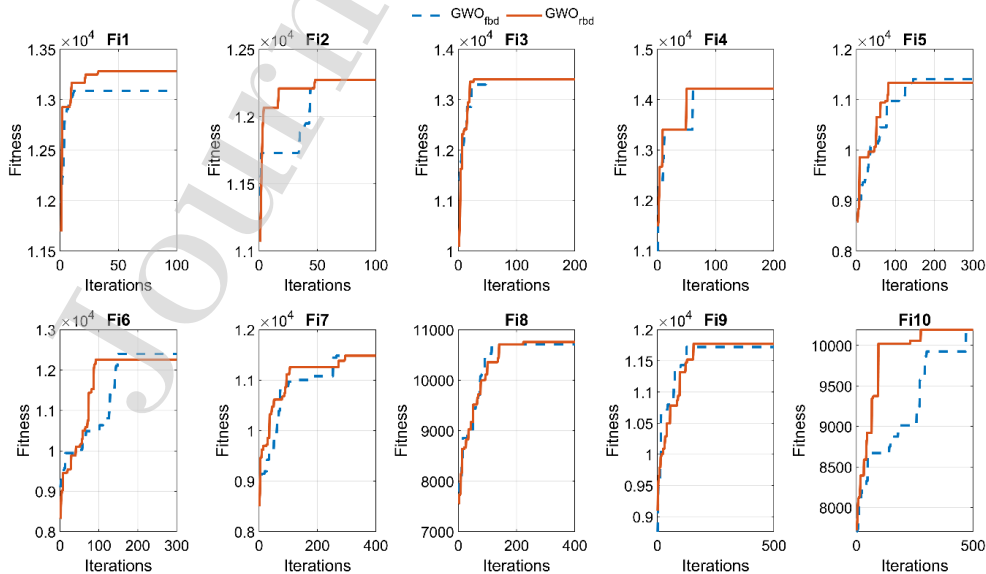 GWO_fbd GWO_rbd
×10^4 Fi1
1.35
1.3
1.25
1.2
1.15
Fitness
0 50 100
Iterations
×10^4 Fi2
1.25
1.2
1.15
1.1
Fitness
0 50 100
Iterations
×10^4 Fi3
1.4
1.3
1.2
1.1
1
Fitness
0 100 200
Iterations
×10^4 Fi4
1.5
1.4
1.3
1.2
1.1
Fitness
0 100 200
Iterations
×10^4 Fi5
1.2
1.1
1
0.9
0.8
Fitness
0 100 200 300
Iterations
×10^4 Fi6
1.3
1.2
1.1
1
0.9
0.8
Fitness
0 100 200 300
Iterations
×10^4 Fi7
1.2
1.1
1
0.9
0.8
Fitness
0 200 400
Iterations
Fi8
11000
10000
9000
8000
7000
Fitness
0 200 400
Iterations
×10^4 Fi9
1.2
1.15
1.1
1.05
1
0.95
0.9
Fitness
0 500
Iterations
Fi10
10000
9500
9000
8500
8000
Fitness
0 500
Iterations
Journ